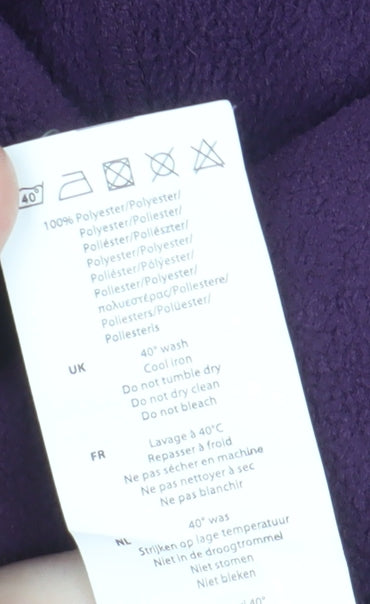 40°
100% Polyester/Polyester/
Polyester/Poliester/
Poliéster/Poliészter/
Polyester/Polyester/
Poliéster/Polyester/
Poliester/Polyester/
πολυεστέρας/Poliestere/
Poliesters/Polüester/
Poliesteris
UK
40° wash
Cool iron
Do not tumble dry
Do not dry clean
Do not bleach
FR
Lavage à 40°C
Repasser à froid
Ne pas sécher en machine
Ne pas nettoyer à sec
Ne pas blanchir
NL
40° was
Strijken op lage temperatuur
Niet in de droogtrommel
Niet stomen
Niet bleken
40°